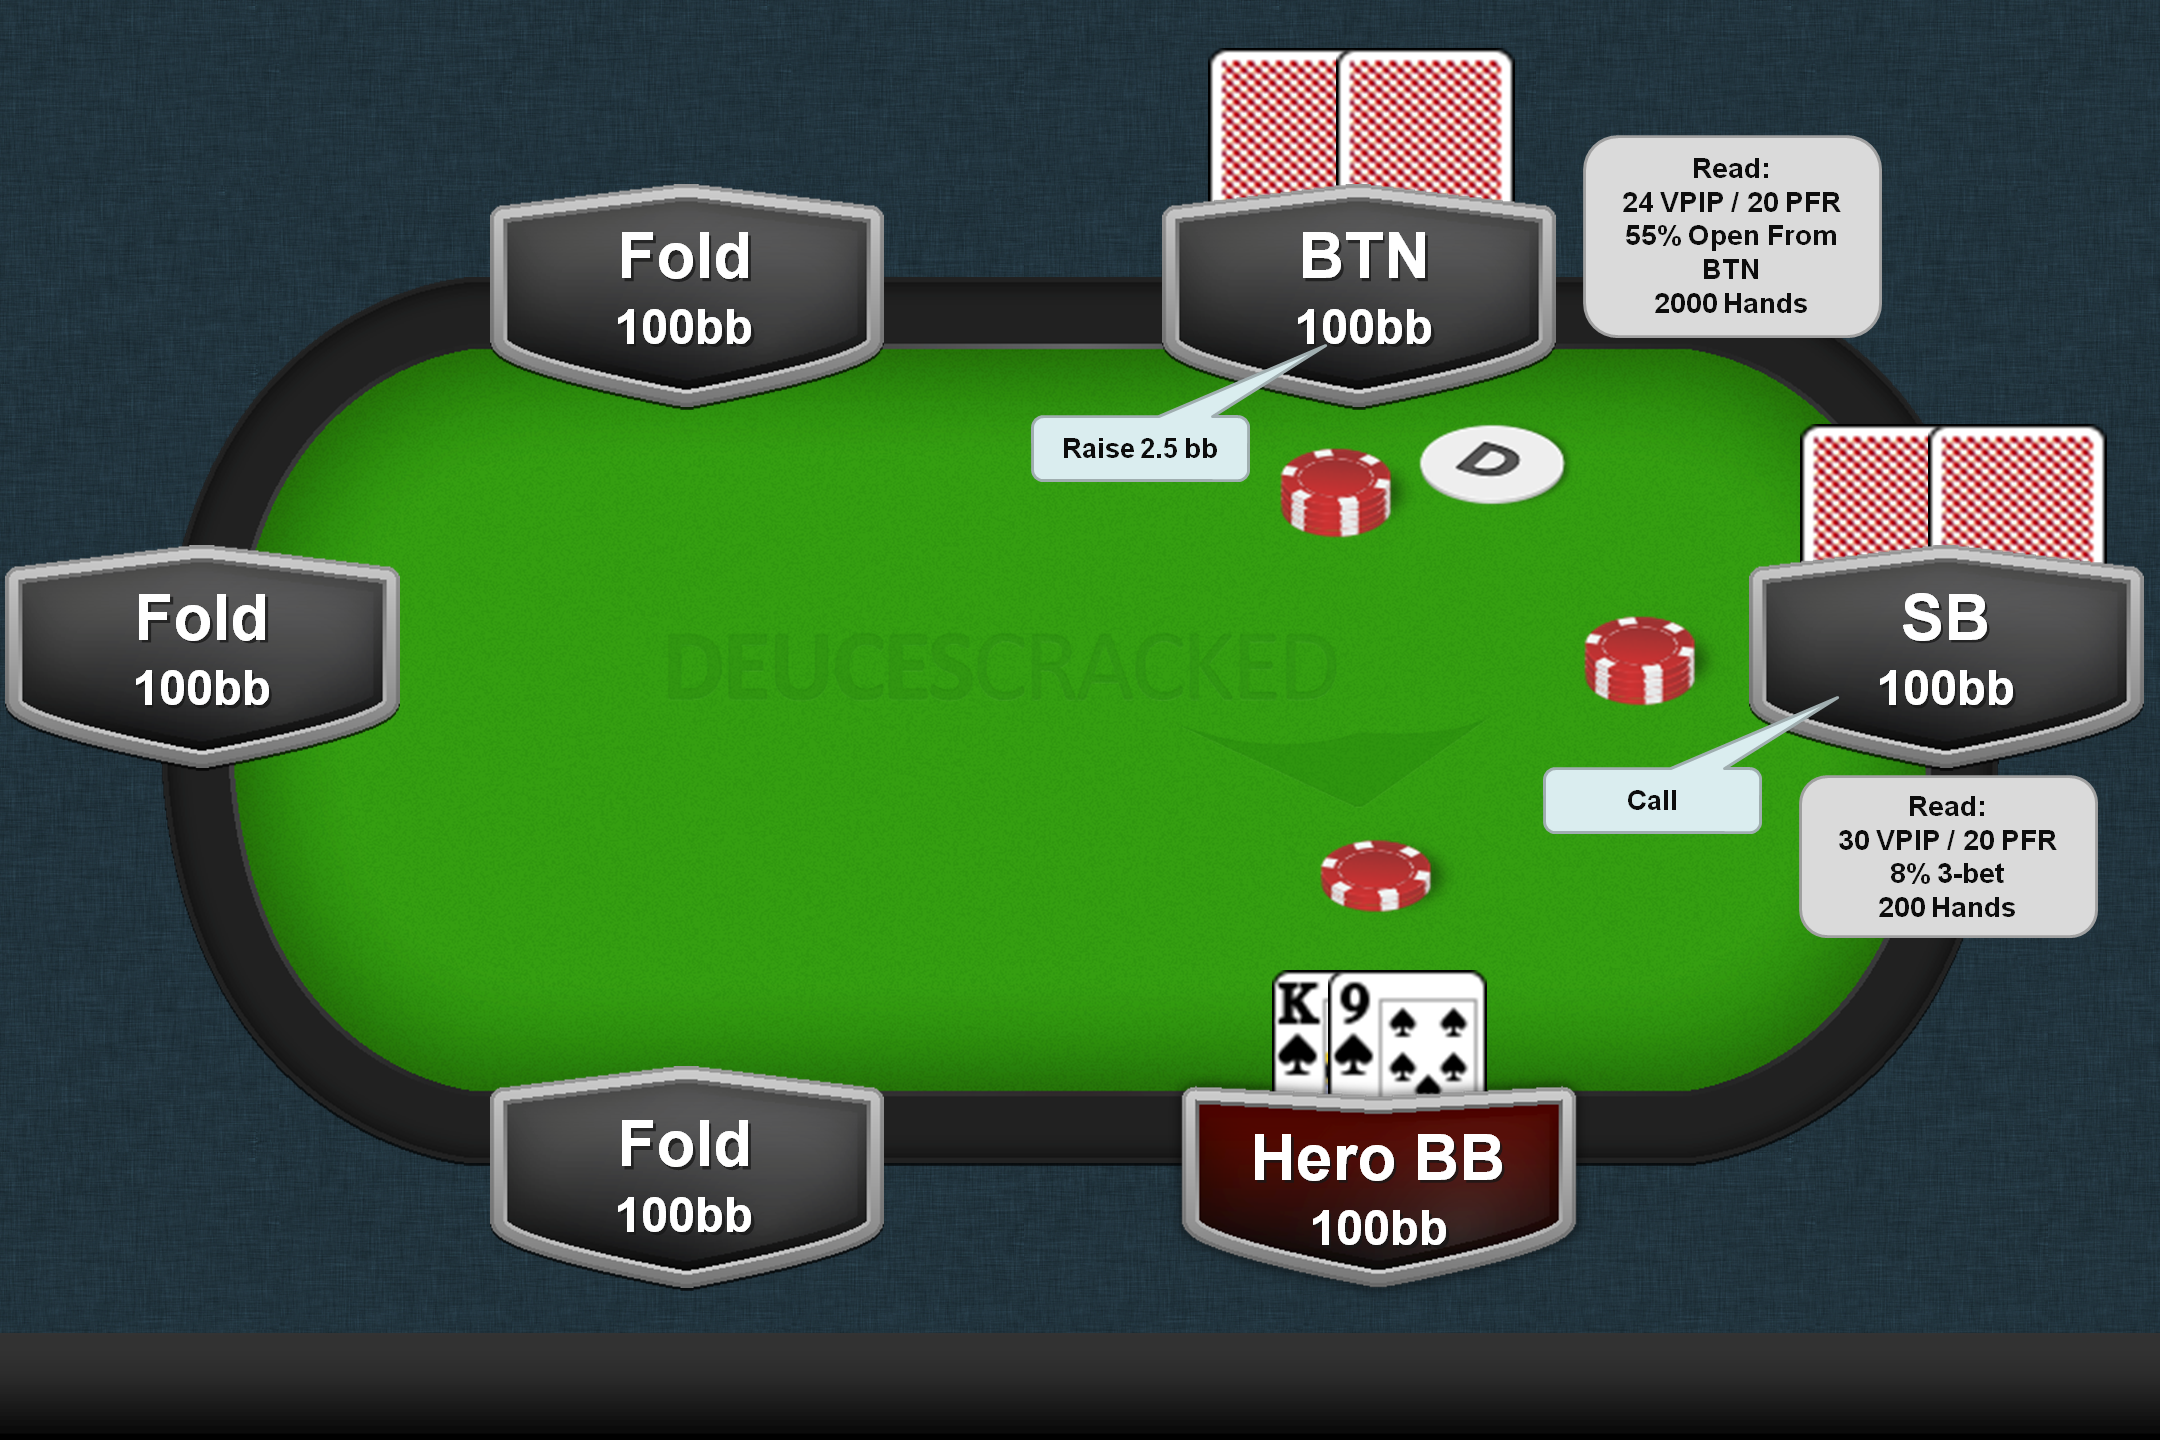 Read:
24 VPIP / 20 PFR
55% Open From
BTN
2000 Hands
Fold
100bb
BTN
100bb
Raise 2.5 bb
D
Fold
100bb
DEUCESCRACKED
SB
100bb
Call
Read:
30 VPIP / 20 PFR
8% 3-bet
200 Hands
K 9
Fold
100bb
Hero BB
100bb